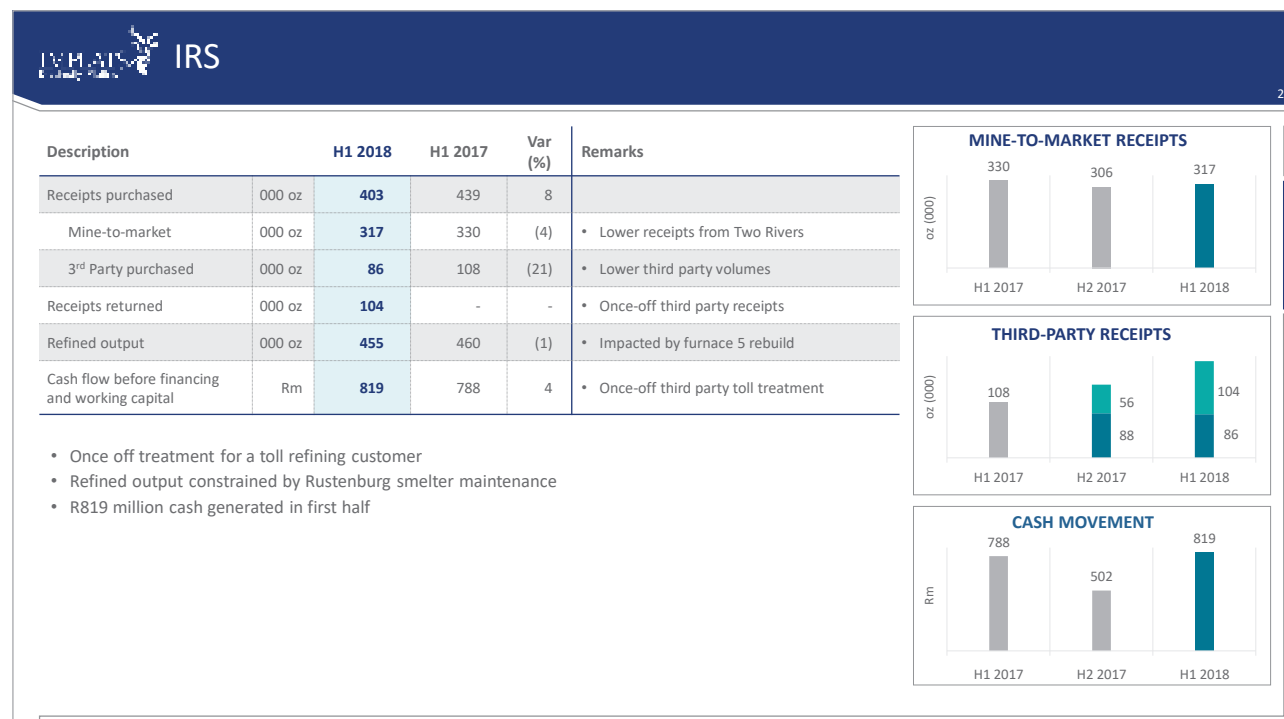 IMPLATS
IRS
2
Description H1 2018 H1 2017 Var (%) Remarks
Receipts purchased 000 oz 403 439 8
Mine-to-market 000 oz 317 330 (4) • Lower receipts from Two Rivers
3rd Party purchased 000 oz 86 108 (21) • Lower third party volumes
Receipts returned 000 oz 104 - - • Once-off third party receipts
Refined output 000 oz 455 460 (1) • Impacted by furnace 5 rebuild
Cash flow before financing
and working capital Rm 819 788 4 • Once-off third party toll treatment
• Once off treatment for a toll refining customer
• Refined output constrained by Rustenburg smelter maintenance
• R819 million cash generated in first half
MINE-TO-MARKET RECEIPTS
330 306 317
oz (000)
H1 2017 H2 2017 H1 2018
THIRD-PARTY RECEIPTS
oz (000)
108 56 104
88 86
H1 2017 H2 2017 H1 2018
CASH MOVEMENT
788 502 819
Rm
H1 2017 H2 2017 H1 2018